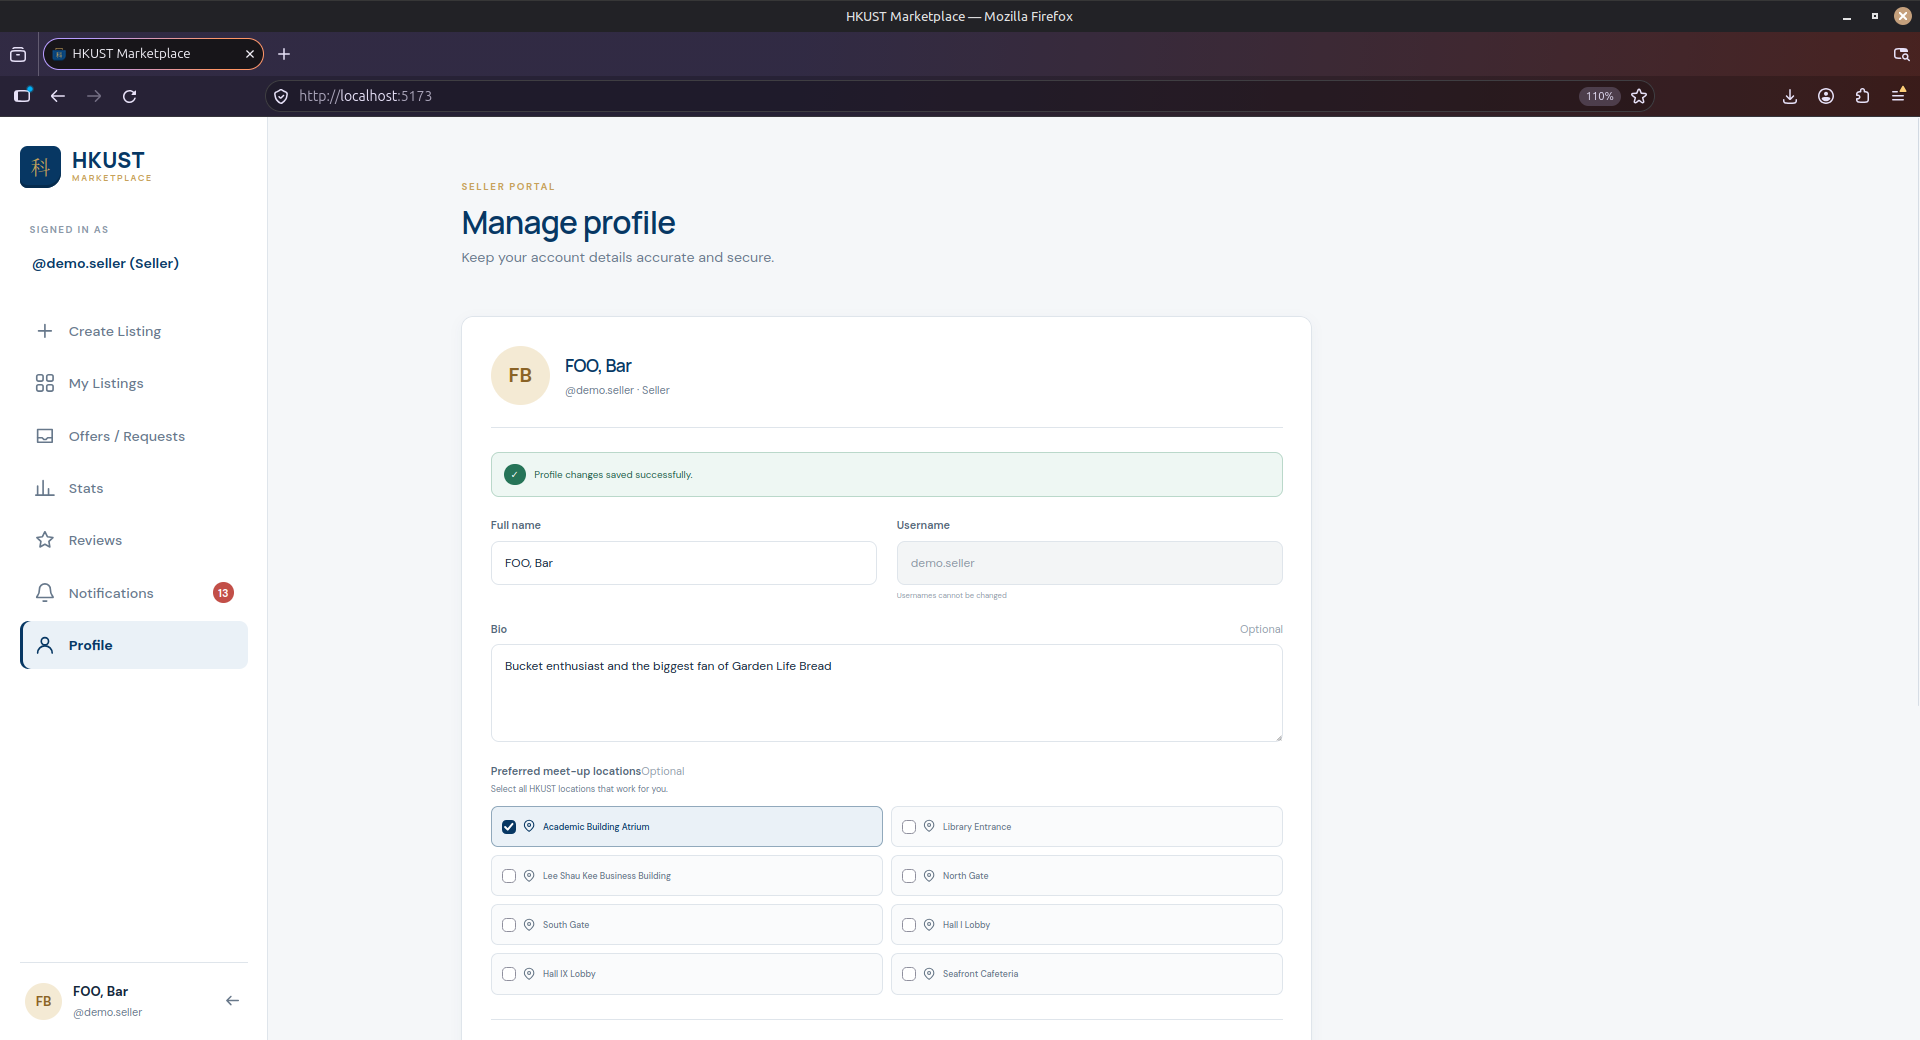 HKUST Marketplace — Mozilla Firefox
HKUST Marketplace
http://localhost:5173
110%
科
HKUST
MARKETPLACE
SIGNED IN AS
@demo.seller (Seller)
Create Listing
My Listings
Offers / Requests
Stats
Reviews
Notifications 13
Profile
FB
FOO, Bar
@demo.seller
SELLER PORTAL
Manage profile
Keep your account details accurate and secure.
FB
FOO, Bar
@demo.seller · Seller
Profile changes saved successfully.
Full name
FOO, Bar
Username
demo.seller
Usernames cannot be changed
Bio Optional
Bucket enthusiast and the biggest fan of Garden Life Bread
Preferred meet-up locationsOptional
Select all HKUST locations that work for you.
Academic Building Atrium
Library Entrance
Lee Shau Kee Business Building
North Gate
South Gate
Hall I Lobby
Hall IX Lobby
Seafront Cafeteria